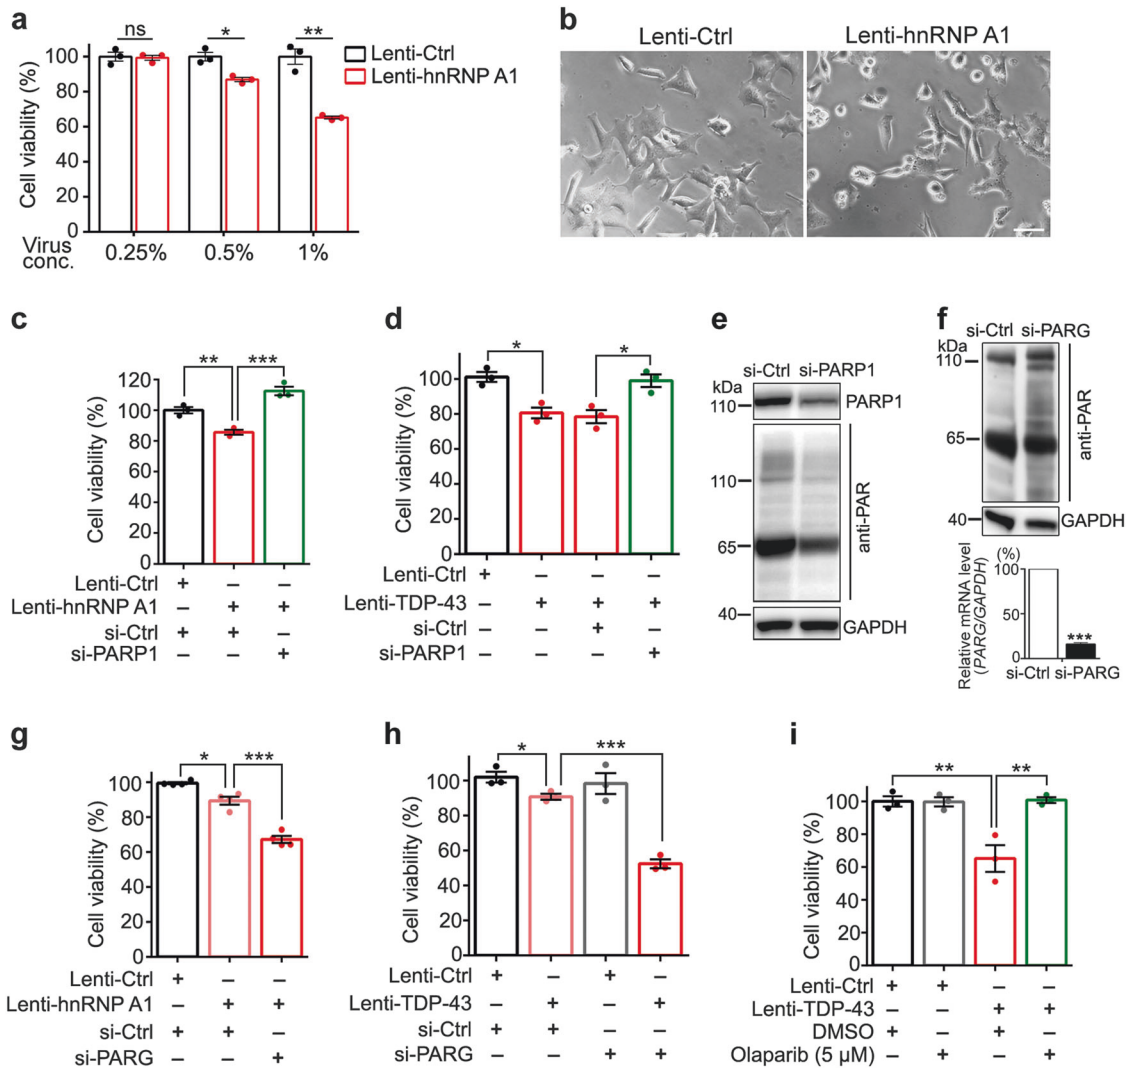 a
ns
*
**
Lenti-Ctrl
Lenti-hnRNP A1
Cell viability (%)
100
80
60
40
20
0
Virus conc.
0.25%
0.5%
1%
b
Lenti-Ctrl
Lenti-hnRNP A1
c
**
***
Cell viability (%)
120
100
80
60
40
20
0
Lenti-Ctrl + – –
Lenti-hnRNP A1 – + +
si-Ctrl + + –
si-PARP1 – – +
d
*
*
Cell viability (%)
100
80
60
40
20
0
Lenti-Ctrl + – – –
Lenti-TDP-43 – + + +
si-Ctrl – – + –
si-PARP1 – – – +
e
si-Ctrl si-PARP1
kDa
110
PARP1
110
65
anti-PAR
40
GAPDH
f
si-Ctrl si-PARG
kDa
110
65
anti-PAR
40
GAPDH
(%)
100
50
0
Relative mRNA level
(PARG/GAPDH)
***
si-Ctrl si-PARG
g
*
***
Cell viability (%)
100
80
60
40
20
0
Lenti-Ctrl + – –
Lenti-hnRNP A1 – + +
si-Ctrl + + –
si-PARG – – +
h
*
***
Cell viability (%)
100
80
60
40
20
0
Lenti-Ctrl + – + –
Lenti-TDP-43 – + – +
si-Ctrl + + – –
si-PARG – – + +
i
**
**
Cell viability (%)
100
80
60
40
20
0
Lenti-Ctrl + + – –
Lenti-TDP-43 – – + +
DMSO + – + –
Olaparib (5 μM) – + – +